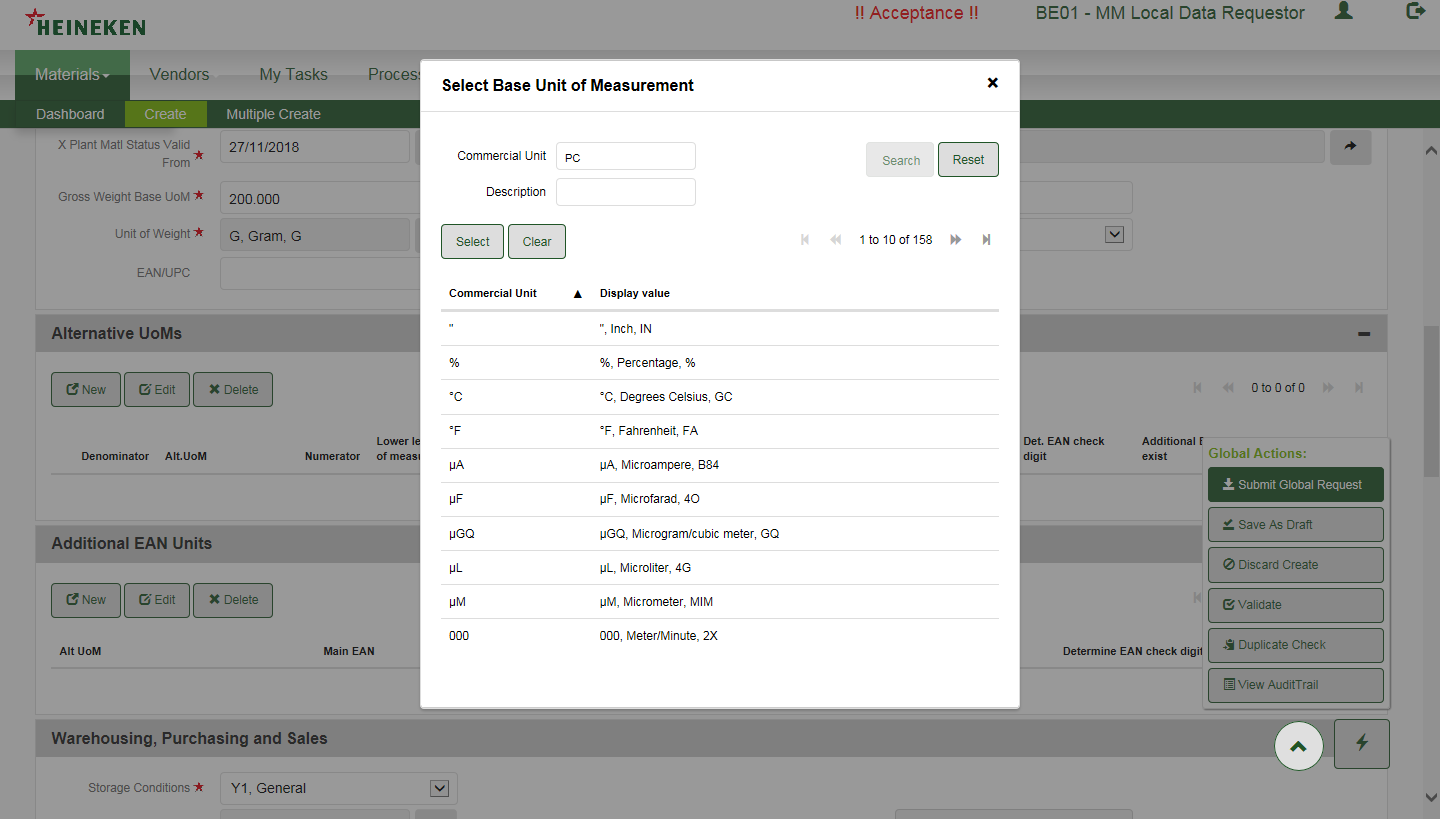 HEINEKEN
!! Acceptance !!
BE01 - MM Local Data Requestor
Materials
Vendors
My Tasks
Process
Dashboard
Create
Multiple Create
Select Base Unit of Measurement
X Plant Matl Status Valid
From
27/11/2018
Gross Weight Base UoM
200.000
Unit of Weight
G, Gram, G
EAN/UPC
Commercial Unit
PC
Search
Reset
Description
Select
Clear
1 to 10 of 158
Commercial Unit
Display value
"
", Inch, IN
%
%, Percentage, %
°C
°C, Degrees Celsius, GC
°F
°F, Fahrenheit, FA
µA
µA, Microampere, B84
µF
µF, Microfarad, 4O
µGQ
µGQ, Microgram/cubic meter, GQ
µL
µL, Microliter, 4G
µM
µM, Micrometer, MIM
000
000, Meter/Minute, 2X
Alternative UoMs
New
Edit
Delete
0 to 0 of 0
Denominator
Alt.UoM
Numerator
Lower le
of meas
Det. EAN check
digit
Additional E
exist
Additional EAN Units
New
Edit
Delete
Alt UoM
Main EAN
Determine EAN check digit
Global Actions:
Submit Global Request
Save As Draft
Discard Create
Validate
Duplicate Check
View AuditTrail
Warehousing, Purchasing and Sales
Storage Conditions
Y1, General